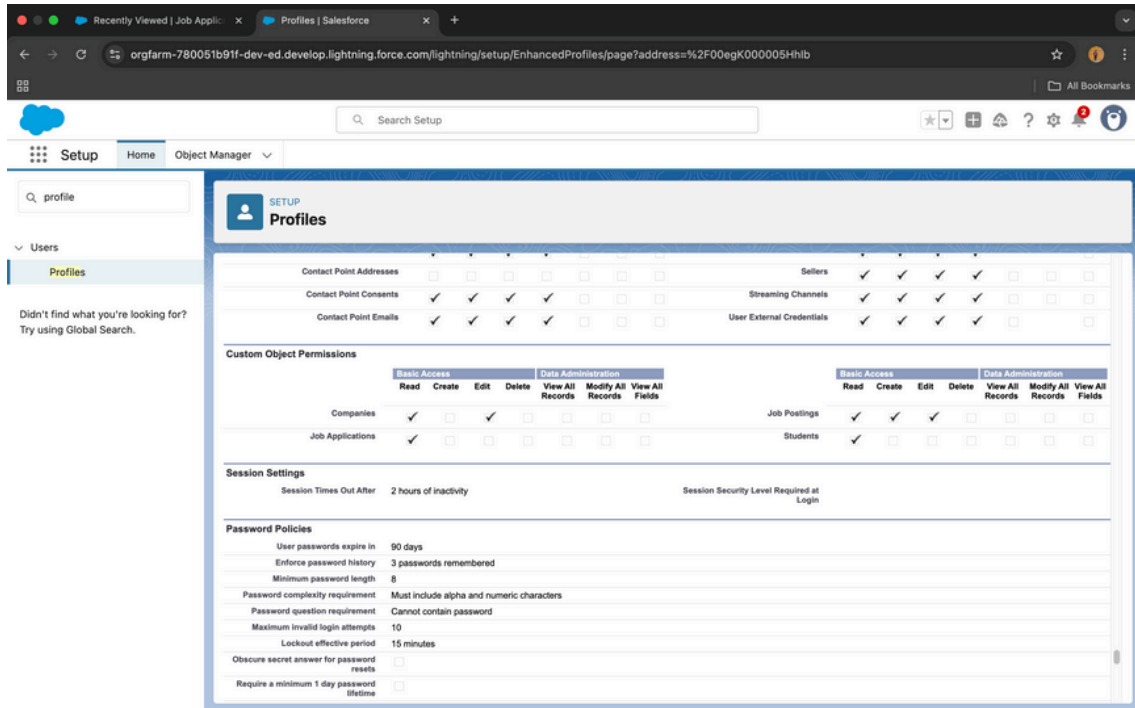 Recently Viewed | Job Applic
Profiles | Salesforce
orgfarm-780051b91f-dev-ed.develop.lightning.force.com/lightning/setup/EnhancedProfiles/page?address=%2F00egK000005Hhlb
All Bookmarks
Search Setup
2
Setup
Home
Object Manager
profile
Users
Profiles
Didn't find what you're looking for?
Try using Global Search.
SETUP
Profiles
Contact Point Addresses
Sellers
Contact Point Consents
Streaming Channels
Contact Point Emails
User External Credentials
Custom Object Permissions
Basic Access Data Administration
Basic Access Data Administration
Read Create Edit Delete View All Records Modify All Records View All Fields
Read Create Edit Delete View All Records Modify All Records View All Fields
Companies
Job Postings
Job Applications
Students
Session Settings
Session Times Out After 2 hours of inactivity
Session Security Level Required at
Login
Password Policies
User passwords expire in 90 days
Enforce password history 3 passwords remembered
Minimum password length 8
Password complexity requirement Must include alpha and numeric characters
Password question requirement Cannot contain password
Maximum invalid login attempts 10
Lockout effective period 15 minutes
Obscure secret answer for password
resets
Require a minimum 1 day password
lifetime